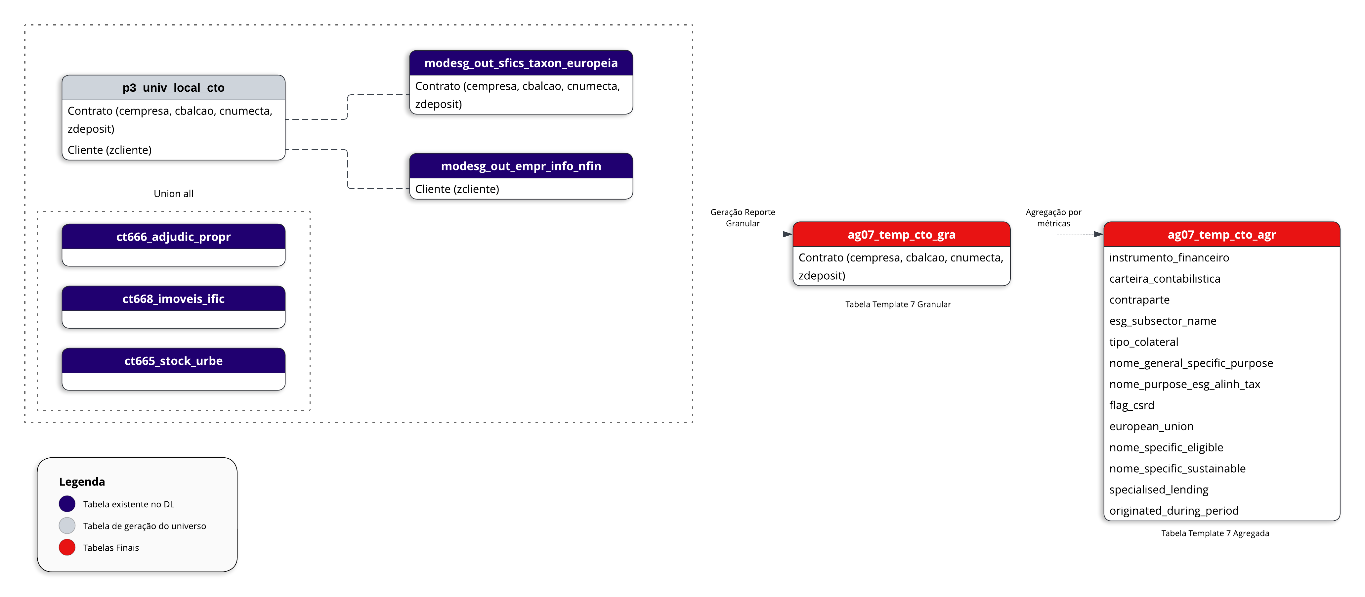 p3_univ_local_cto
Contrato (cempresa, cbalcao, cnumecta,
zdeposit)
Cliente (zcliente)
modesg_out_sfics_taxon_europeia
Contrato (cempresa, cbalcao, cnumecta,
zdeposit)
modesg_out_empr_info_nfin
Cliente (zcliente)
Union all
ct666_adjudic_propr
ct668_imoveis_ific
ct665_stock_urbe
Geração Reporte
Granular
ag07_temp_cto_gra
Contrato (cempresa, cbalcao, cnumecta,
zdeposit)
Tabela Template 7 Granular
Agregação por
métricas
ag07_temp_cto_agr
instrumento_financeiro
carteira_contabilistica
contraparte
esg_subsector_name
tipo_colateral
nome_general_specific_purpose
nome_purpose_esg_alinh_tax
flag_csrd
european_union
nome_specific_eligible
nome_specific_sustainable
specialised_lending
originated_during_period
Tabela Template 7 Agregada
Legenda
Tabela existente no DL
Tabela de geração do universo
Tabelas Finais